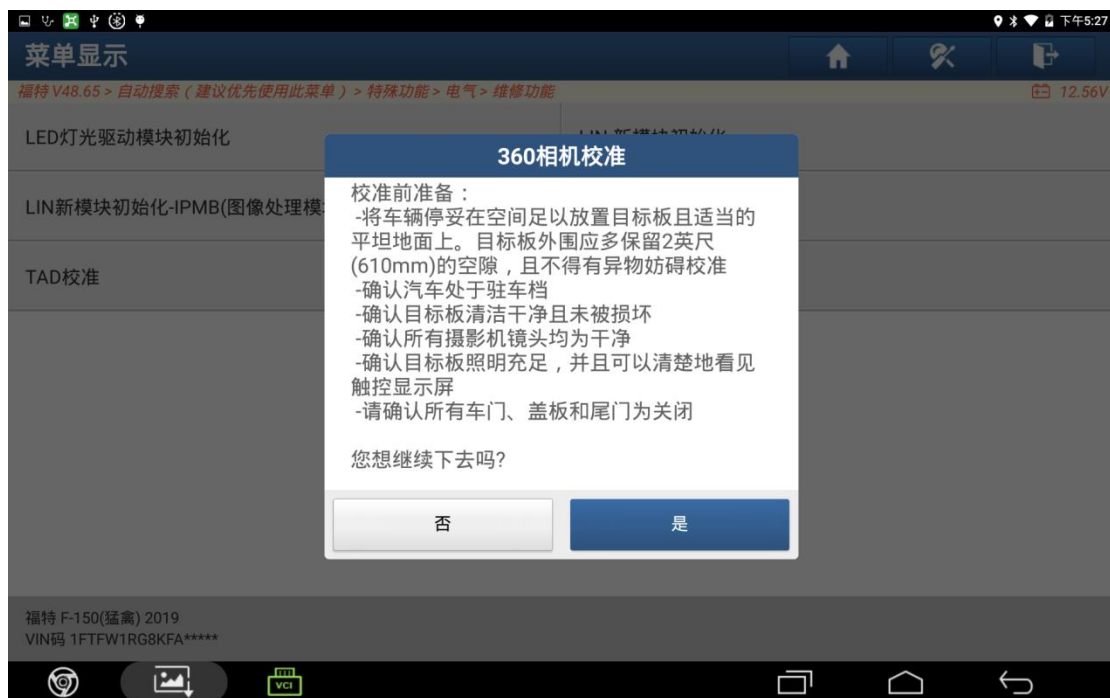 下午5:27
菜单显示
福特 V48.65 > 自动搜索 ( 建议优先使用此菜单 ) > 特殊功能 > 电气 > 维修功能
12.56V
LED灯光驱动模块初始化
LIN 新模块初始化
360相机校准
LIN新模块初始化-IPMB(图像处理模
TAD校准
校准前准备：
-将车辆停妥在空间足以放置目标板且适当的
平坦地面上。目标板外围应多保留2英尺
(610mm)的空隙，且不得有异物妨碍校准
-确认汽车处于驻车档
-确认目标板清洁干净且未被损坏
-确认所有摄影机镜头均为干净
-确认目标板照明充足，并且可以清楚地看见
触控显示屏
-请确认所有车门、盖板和尾门为关闭
您想继续下去吗?
否
是
福特 F-150(猛禽) 2019
VIN码 1FTFW1RG8KFA*****
VCI